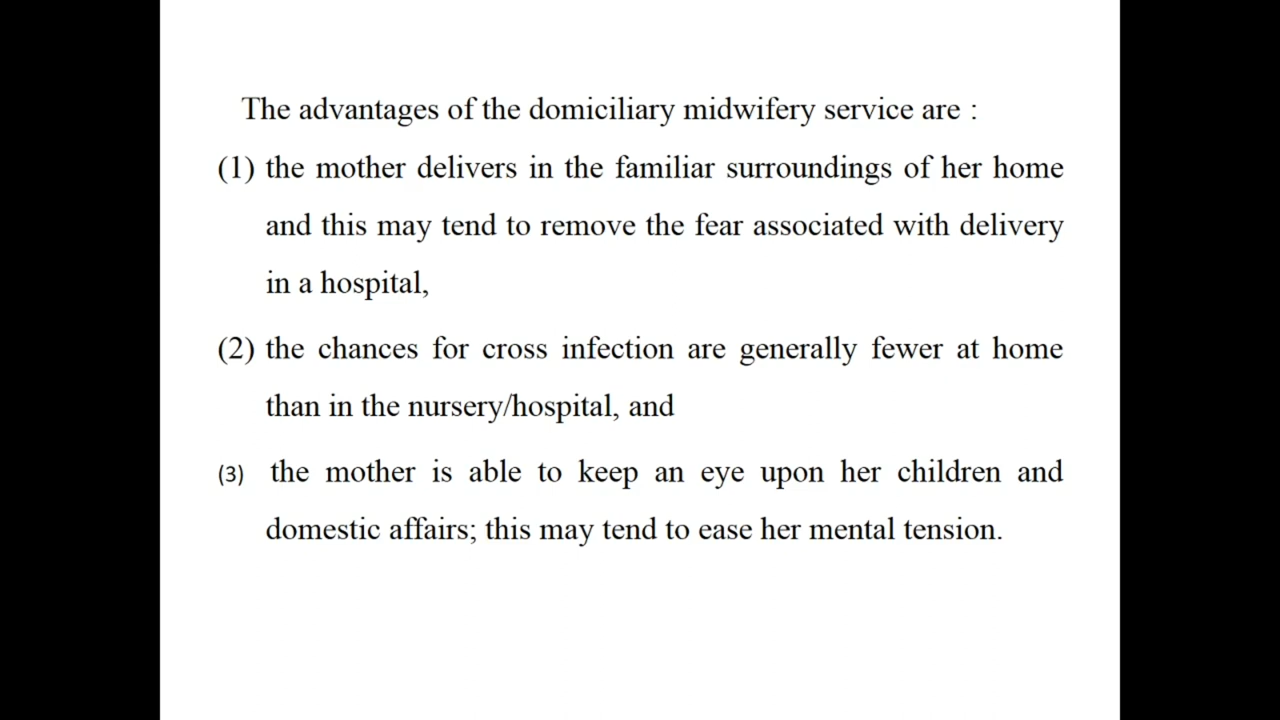 The advantages of the domiciliary midwifery service are :
(1) the mother delivers in the familiar surroundings of her home
and this may tend to remove the fear associated with delivery
in a hospital,
(2) the chances for cross infection are generally fewer at home
than in the nursery/hospital, and
(3) the mother is able to keep an eye upon her children and
domestic affairs; this may tend to ease her mental tension.